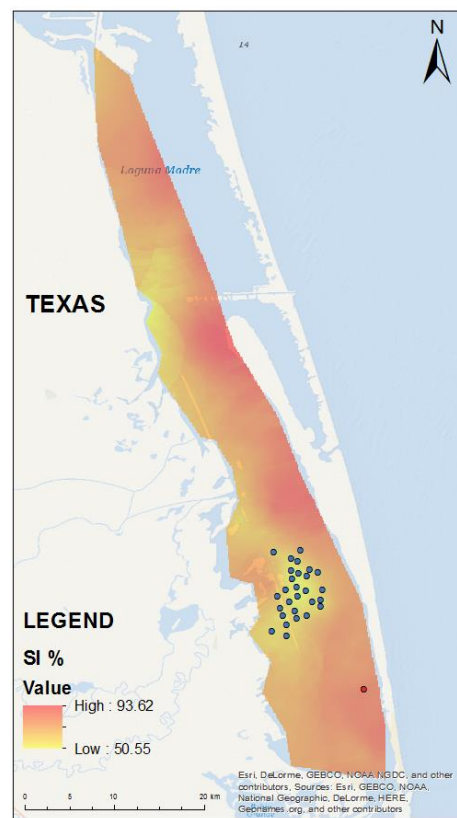 N
14
Laguna Madre
TEXAS
LEGEND
SI %
Value
High : 93.62
Low : 50.55
Esri, DeLorme, GEBCO, NOAA NGDC, and other
contributors, Sources: Esri, GEBCO, NOAA,
National Geographic, DeLorme, HERE,
Geonames.org, and other contributors
0 5 10 20 km